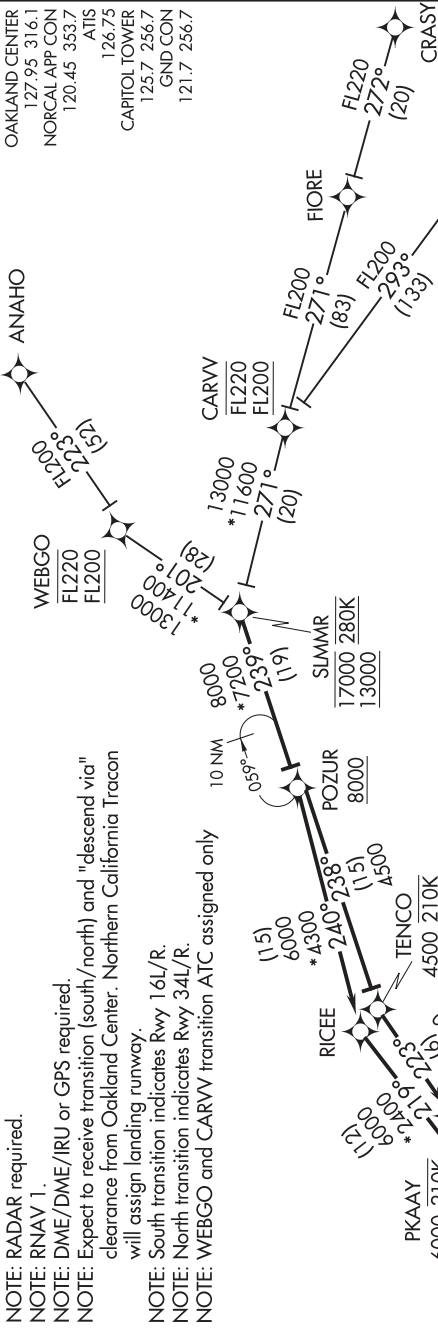 OAKLAND CENTER
127.95 316.1
NORCAL APP CON
120.45 353.7
ATIS
126.75
CAPITOL TOWER
125.7 256.7
GND CON
121.7 256.7
NOTE: RADAR required.
NOTE: RNAV 1.
NOTE: DME/DME/IRU or GPS required.
NOTE: Expect to receive transition (south/north) and "descend via"
clearance from Oakland Center. Northern California Tracon
will assign landing runway.
NOTE: South transition indicates Rwy 16L/R.
NOTE: North transition indicates Rwy 34L/R.
NOTE: WEBGO and CARVV transition ATC assigned only
ANAHO
FL200
223°
(52)
WEBGO
FL220
FL200
13000
*11400
201°
(28)
CRASY
FL220
272°
(20)
FIORE
FL200
271°
(83)
FL200
293°
(133)
CARVV
FL220
FL200
13000
*11600
271°
(20)
SLMMR
17000 280K
13000
8000
*7200
239°
(19)
10 NM
059°
POZUR
8000
(15)
6000
*4300
240°
238°
(15)
4500
RICEE
TENCO
4500 210K
(12)
6000
*2400
219°
223°
PKAAY
6000 210K